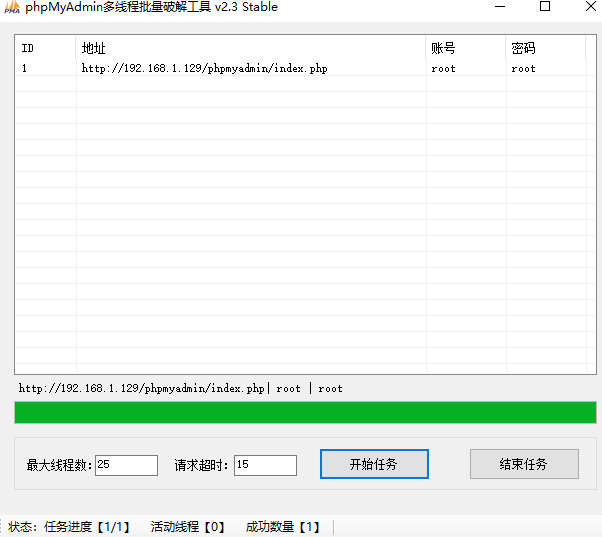 phpMyAdmin多线程批量破解工具 v2.3 Stable
ID 地址 账号 密码
1 http://192.168.1.129/phpmyadmin/index.php root root
http://192.168.1.129/phpmyadmin/index.php| root | root
最大线程数: 25 请求超时: 15 开始任务 结束任务
状态: 任务进度【1/1】 活动线程【0】 成功数量【1】